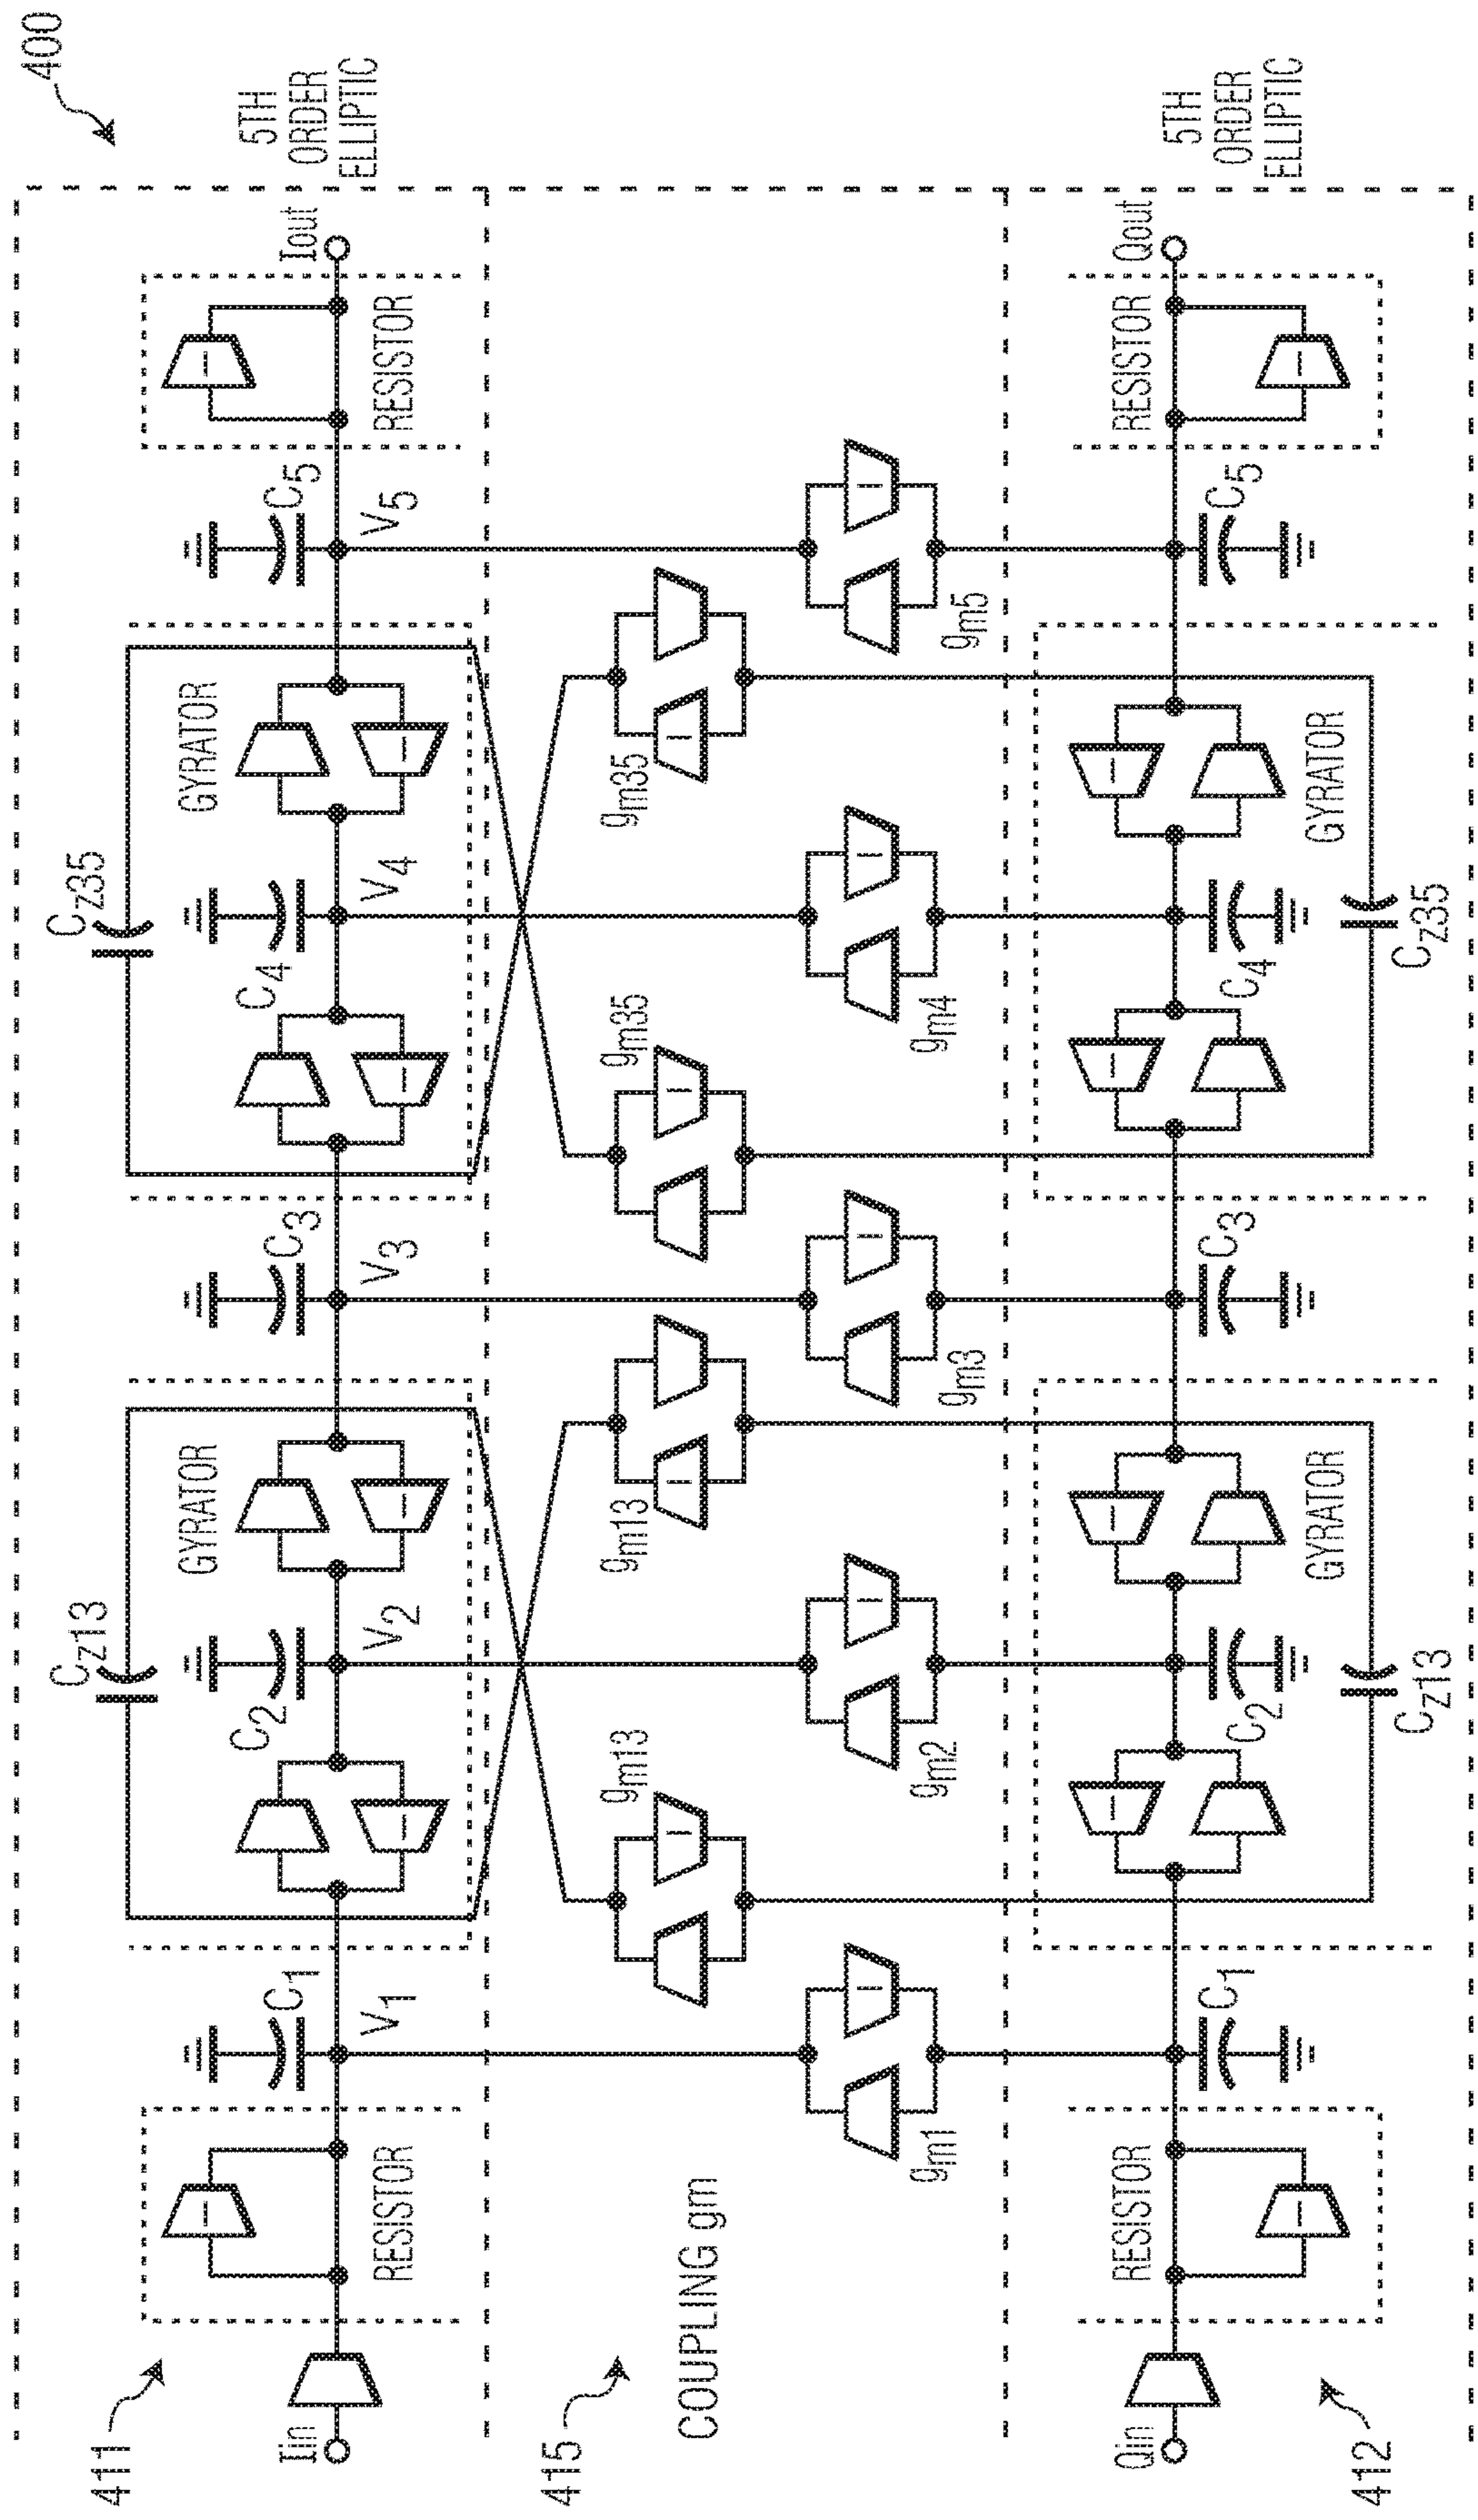 400
411
Iin
RESISTOR
C1
V1
Cz13
C2
V2
GYRATOR
C3
V3
Cz35
C4
V4
GYRATOR
C5
V5
RESISTOR
Iout
5TH
ORDER
ELLIPTIC
415
COUPLING gm
gm1
gm13
gm2
gm13
gm3
gm35
gm4
gm35
gm5
412
Qin
RESISTOR
C1
C2
GYRATOR
Cz13
C3
C4
GYRATOR
Cz35
C5
RESISTOR
Qout
5TH
ORDER
ELLIPTIC